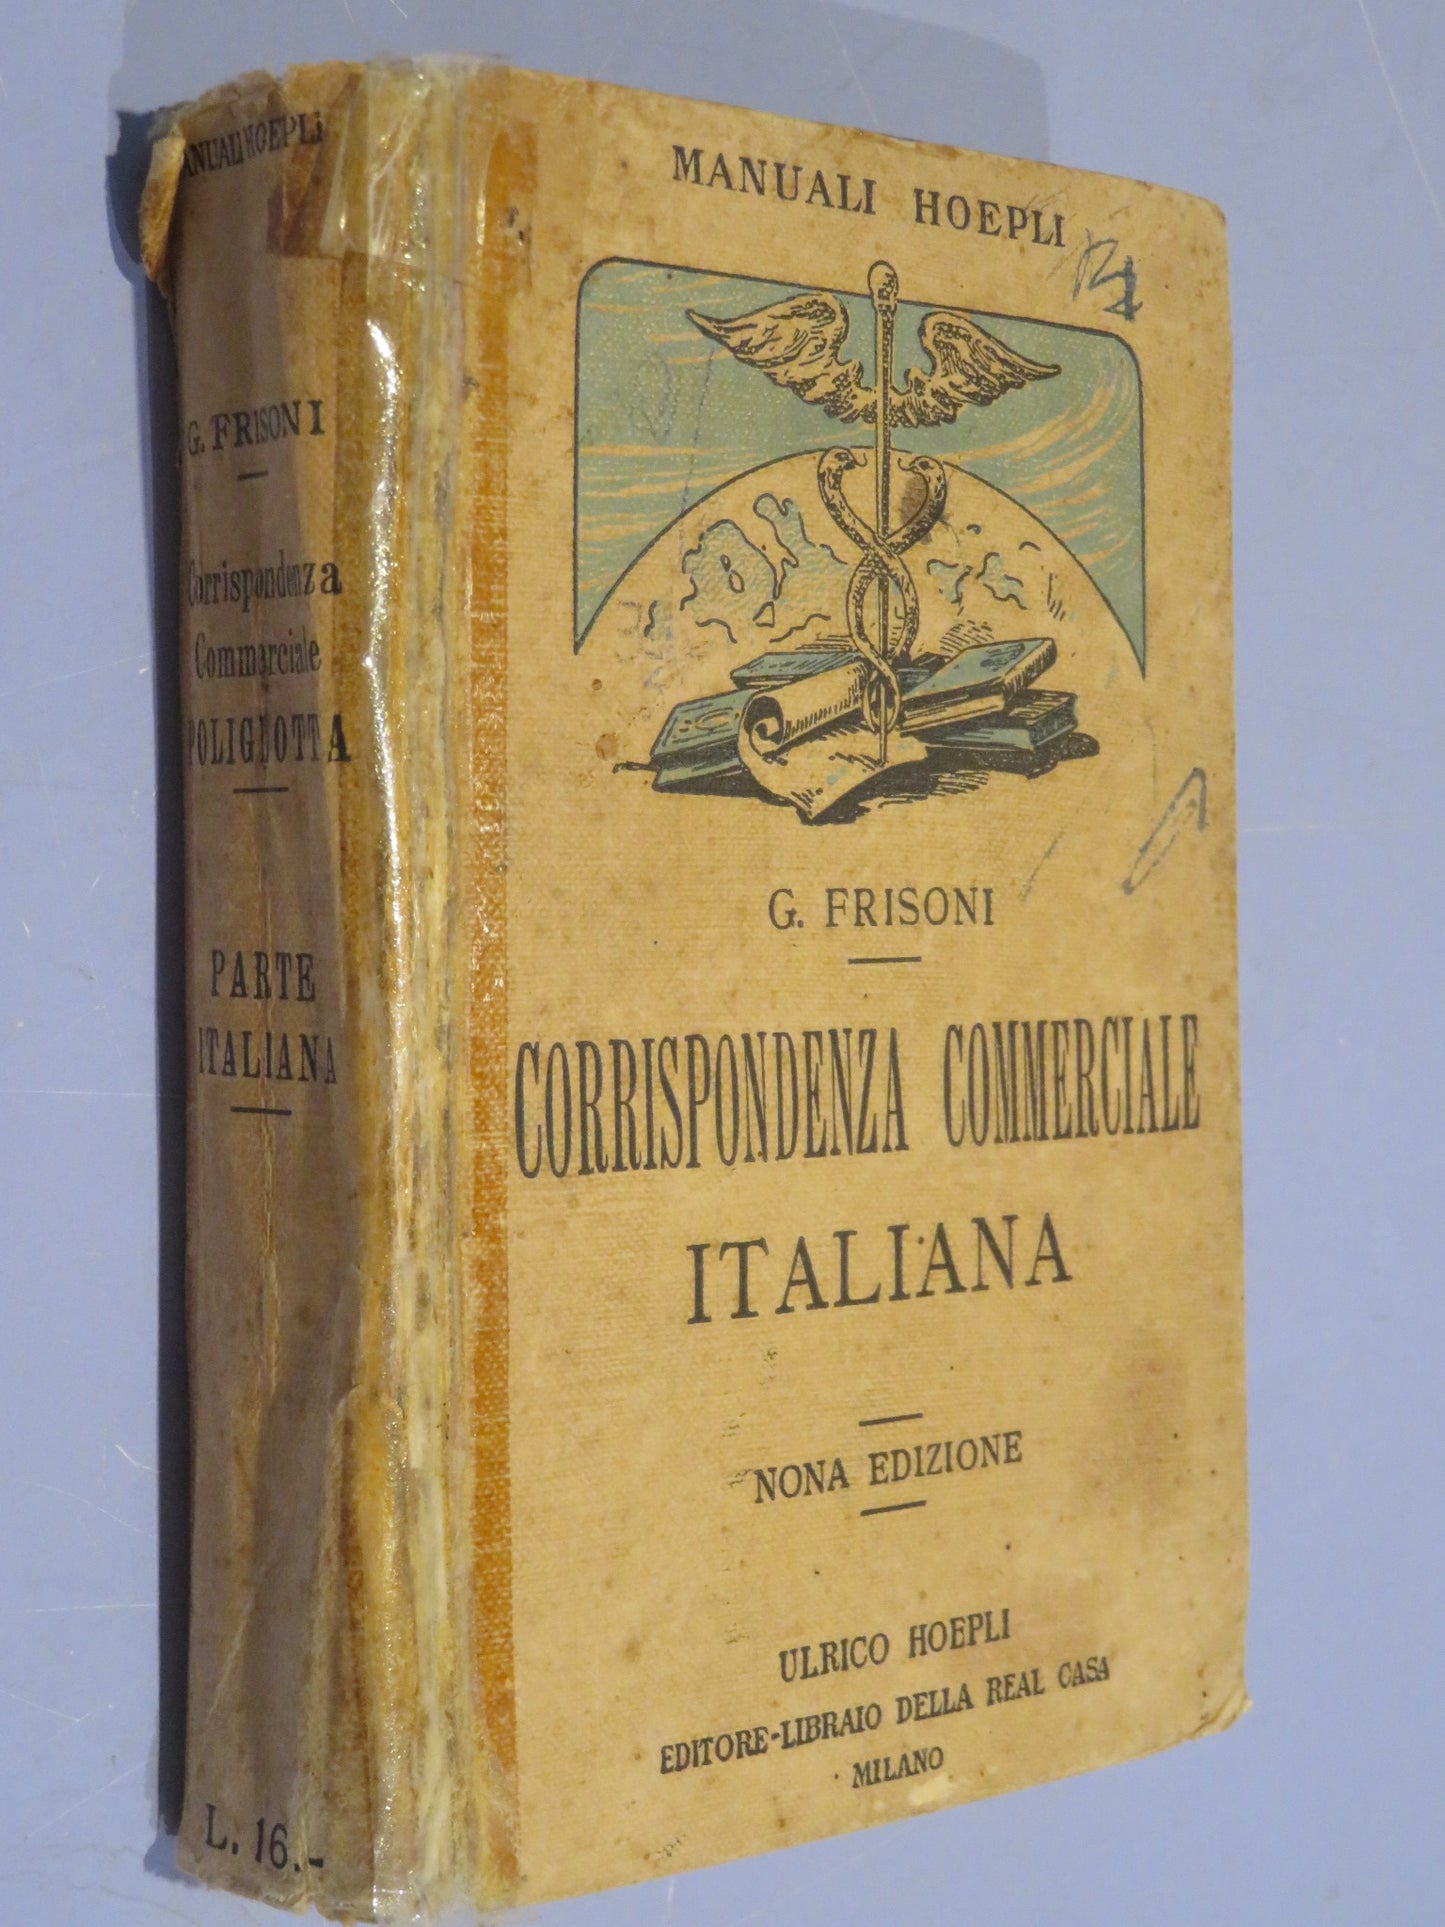 MANUALI HOEPLI
G. FRISONI
Corrispondenza
Commerciale
POLIGLOTTA
PARTE
ITALIANA
L. 16.-
MANUALI HOEPLI
G. FRISONI
CORRISPONDENZA COMMERCIALE
ITALIANA
NONA EDIZIONE
ULRICO HOEPLI
EDITORE-LIBRAIO DELLA REAL CASA
MILANO